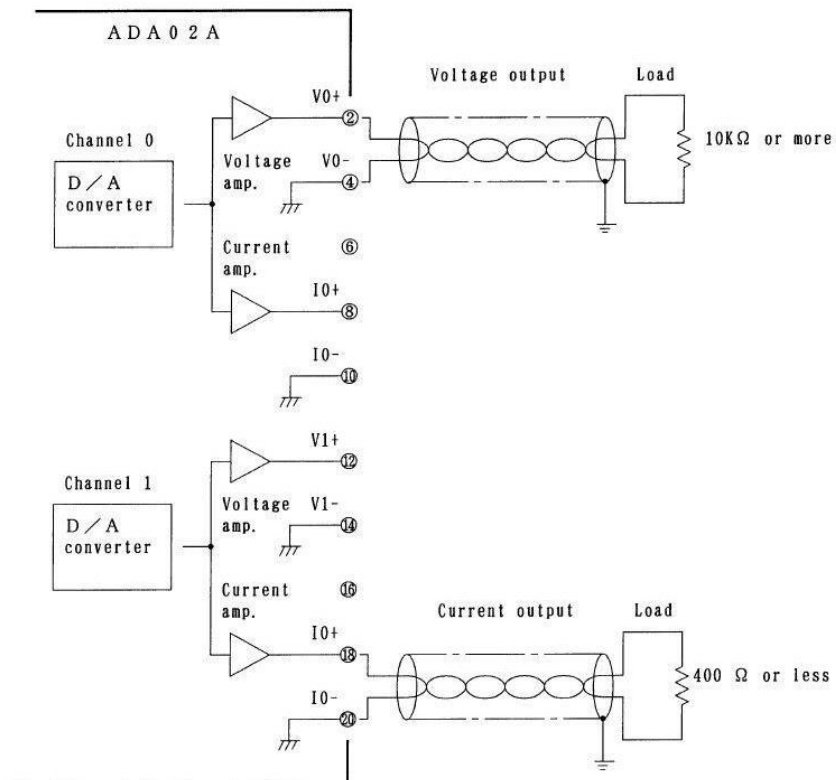 ADA02A
Voltage output
Load
V0+
②
10KΩ or more
Channel 0
D/A
converter
Voltage
amp.
V0-
④
Current
amp.
⑥
I0+
⑧
I0-
⑩
V1+
⑫
Channel 1
D/A
converter
Voltage
amp.
V1-
⑭
Current
amp.
⑯
Current output
Load
I0+
⑱
400 Ω or less
I0-
⑳